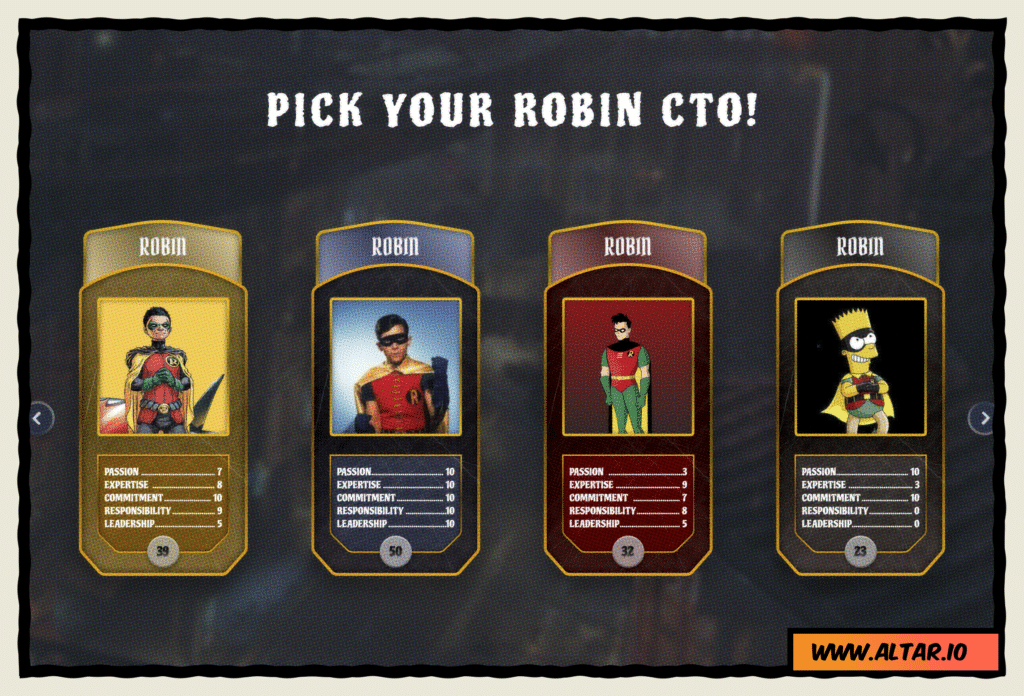 PICK YOUR ROBIN CTO!
ROBIN
PASSION 7
EXPERTISE 8
COMMITMENT 10
RESPONSIBILITY 9
LEADERSHIP 5
39
ROBIN
PASSION 10
EXPERTISE 10
COMMITMENT 10
RESPONSIBILITY 10
LEADERSHIP 10
50
ROBIN
PASSION 3
EXPERTISE 9
COMMITMENT 7
RESPONSIBILITY 8
LEADERSHIP 5
32
ROBIN
PASSION 10
EXPERTISE 3
COMMITMENT 10
RESPONSIBILITY 0
LEADERSHIP 0
23
WWW.ALTAR.IO